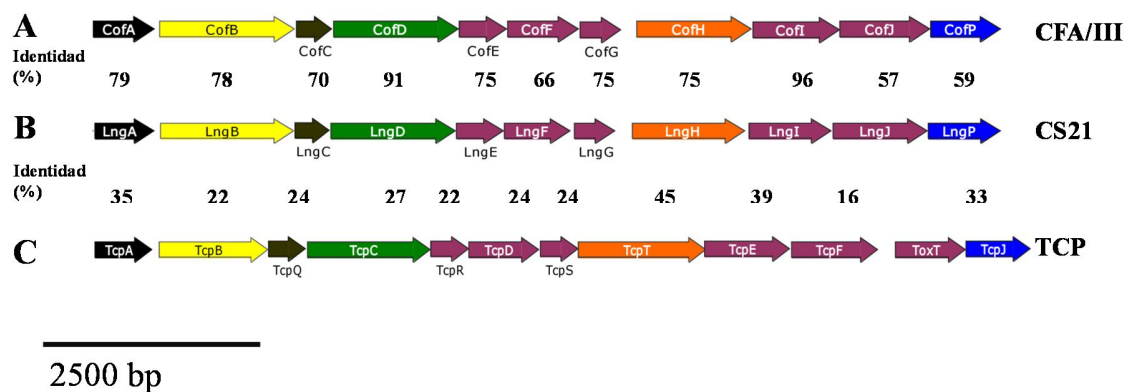 A CofA CofB CofC CofD CofE CofF CofG CofH CofI CofJ CofP CFA/III
Identidad
(%) 79 78 70 91 75 66 75 75 96 57 59
B LngA LngB LngC LngD LngE LngF LngG LngH LngI LngJ LngP CS21
Identidad
(%) 35 22 24 27 22 24 24 45 39 16 33
C TcpA TcpB TcpQ TcpC TcpR TcpD TcpS TcpT TcpE TcpF ToxT TcpJ TCP
2500 bp